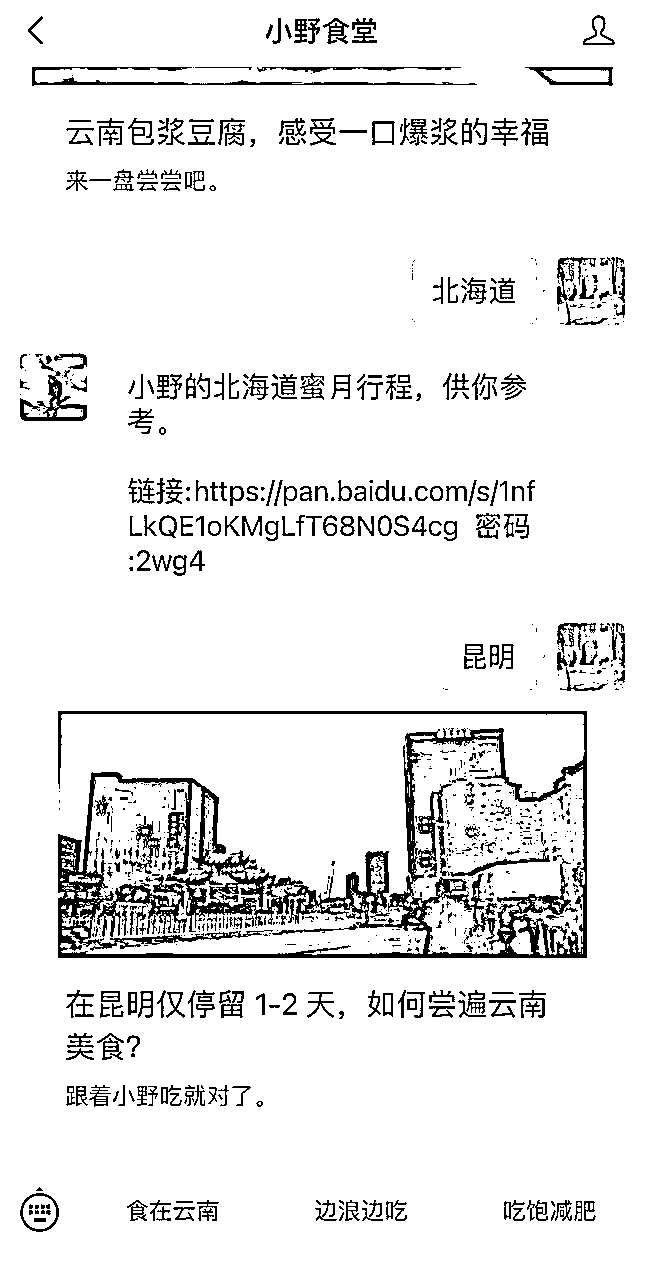 小野食堂
云南包浆豆腐，感受一口爆浆的幸福
来一盘尝尝吧。
北海道
小野的北海道蜜月行程，供你参
考。
链接:https://pan.baidu.com/s/1nf
LkQE1oKMgLfT68N0S4cg 密码
:2wg4
昆明
在昆明仅停留 1-2 天，如何尝遍云南
美食?
跟着小野吃就对了。
食在云南
边浪边吃
吃饱减肥